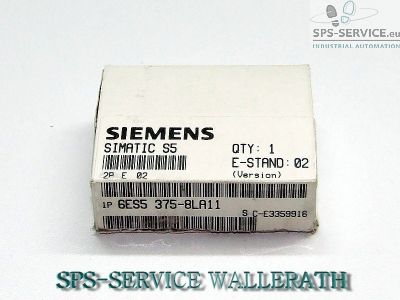 SPS-SERVICE.EU
INDUSTRIAL AUTOMATION
SIEMENS
SIMATIC S5
QTY: 1
E-STAND: 02
(Version)
2P E 02
1P 6ES5 375-8LA11
S C-E3359916
SPS-SERVICE WALLERATH